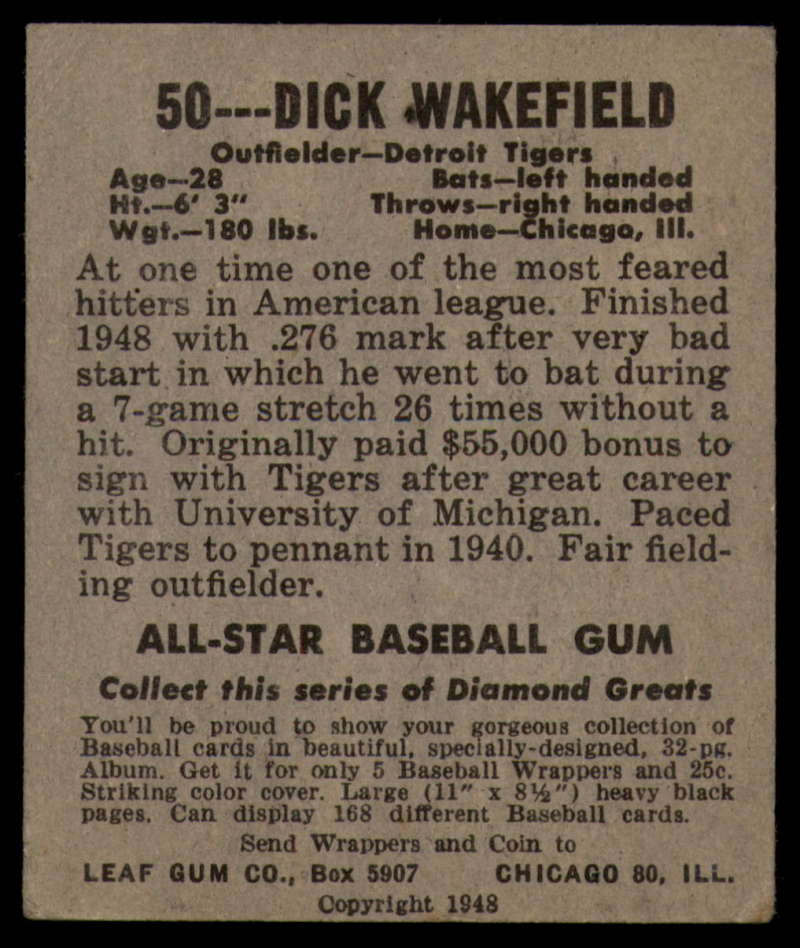 50---DICK WAKEFIELD
Outfielder—Detroit Tigers
Age—28 Bats—left handed
Ht.—6' 3" Throws—right handed
Wgt.—180 lbs. Home—Chicago, Ill.
At one time one of the most feared
hitters in American league. Finished
1948 with .276 mark after very bad
start in which he went to bat during
a 7-game stretch 26 times without a
hit. Originally paid $55,000 bonus to
sign with Tigers after great career
with University of Michigan. Paced
Tigers to pennant in 1940. Fair field-
ing outfielder.
ALL-STAR BASEBALL GUM
Collect this series of Diamond Greats
You'll be proud to show your gorgeous collection of
Baseball cards in beautiful, specially-designed, 32-pg.
Album. Get it for only 5 Baseball Wrappers and 25c.
Striking color cover. Large (11" x 8½") heavy black
pages. Can display 168 different Baseball cards.
Send Wrappers and Coin to
LEAF GUM CO., Box 5907 CHICAGO 80, ILL.
Copyright 1948